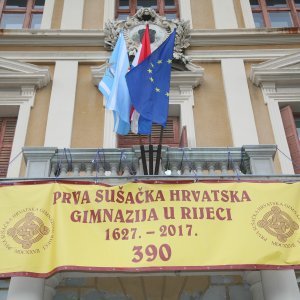 PRVA SUŠAČKA HRVATSKA
GIMNAZIJA U RIJECI
1627. - 2017.
390